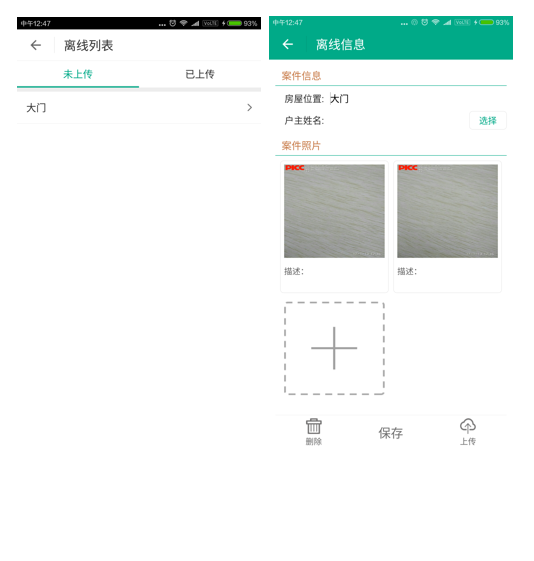 中午12:47
... VoLTE 93%
离线列表
未上传
已上传
大门
中午12:47
... VoLTE 93%
离线信息
案件信息
房屋位置: 大门
户主姓名:
选择
案件照片
PICC
PICC
描述:
描述:
删除
保存
上传